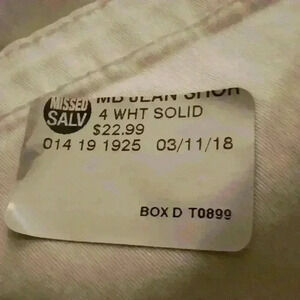 MISSED
SALV
MB JEAN SHOR
4 WHT SOLID
$22.99
014 19 1925 03/11/18
BOX D T0899